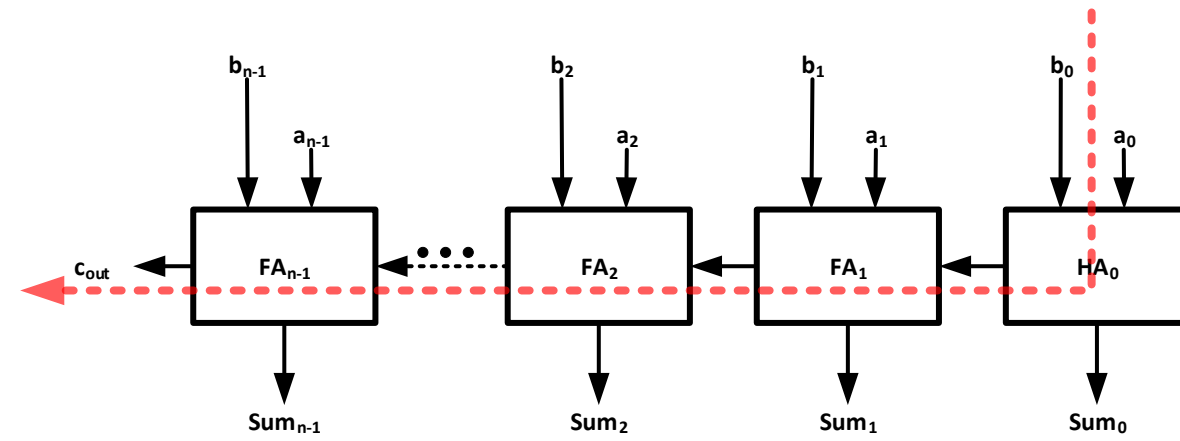 bₙ₋₁ b₂ b₁ b₀
aₙ₋₁ a₂ a₁ a₀
c_out FAₙ₋₁ ••• FA₂ FA₁ HA₀
Sumₙ₋₁ Sum₂ Sum₁ Sum₀